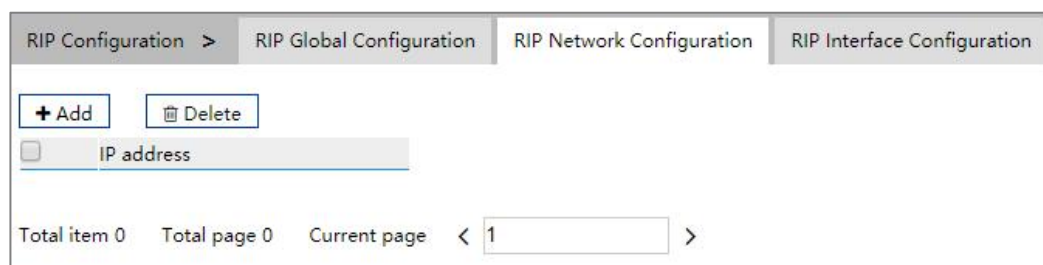 RIP Configuration > RIP Global Configuration RIP Network Configuration RIP Interface Configuration
+ Add Delete
IP address
Total item 0 Total page 0 Current page < 1 >